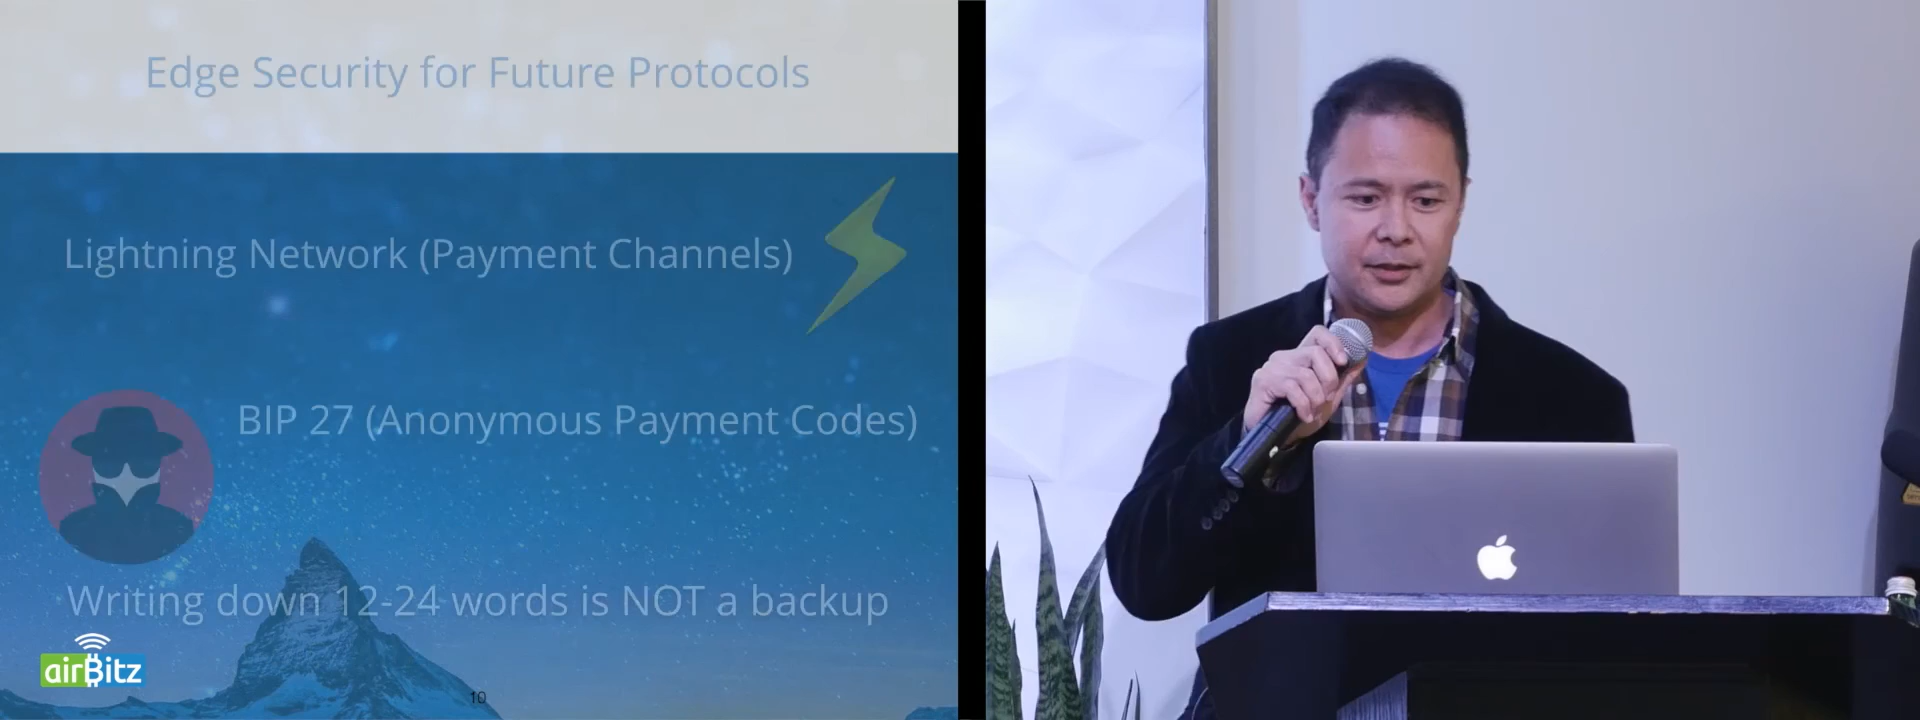 Edge Security for Future Protocols
Lightning Network (Payment Channels)
BIP 27 (Anonymous Payment Codes)
Writing down 12-24 words is NOT a backup
airBitz
10